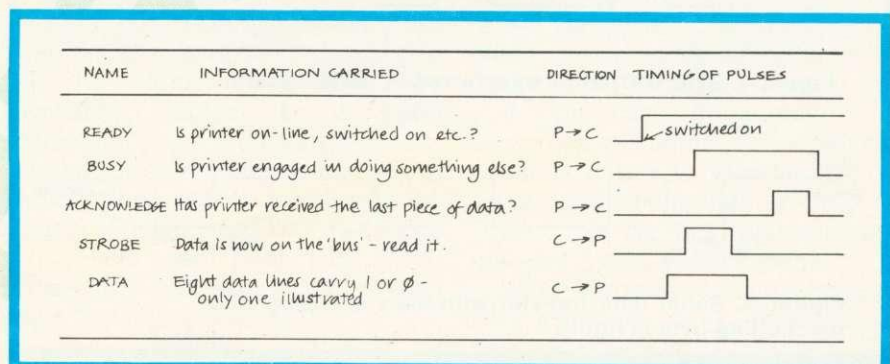 NAME INFORMATION CARRIED DIRECTION TIMING OF PULSES
READY Is printer on-line, switched on etc.? P→C switched on
BUSY Is printer engaged in doing something else? P→C
ACKNOWLEDGE Has printer received the last piece of data? P→C
STROBE Data is now on the 'bus' - read it. C→P
DATA Eight data lines carry 1 or Ø - C→P
only one illustrated